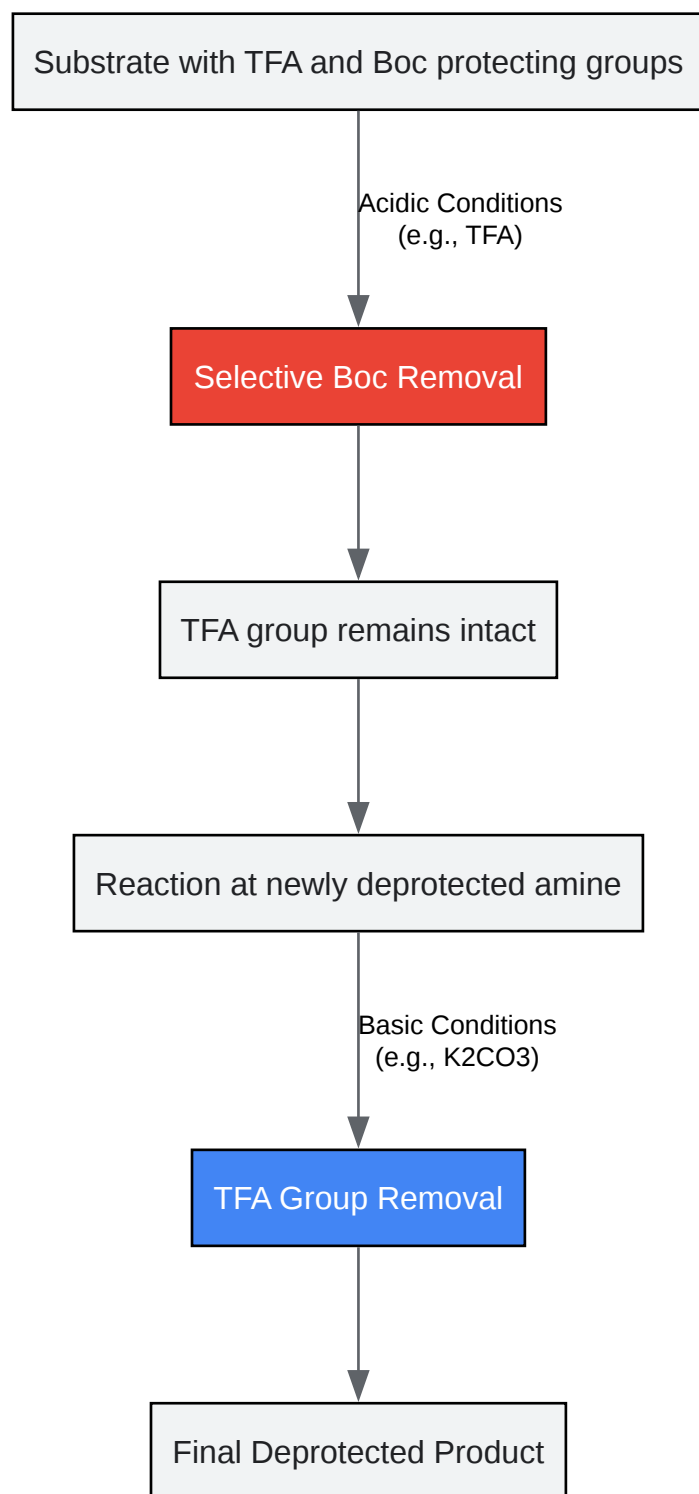 Substrate with TFA and Boc protecting groups
Acidic Conditions
(e.g., TFA)
Selective Boc Removal
TFA group remains intact
Reaction at newly deprotected amine
Basic Conditions
(e.g., K2CO3)
TFA Group Removal
Final Deprotected Product